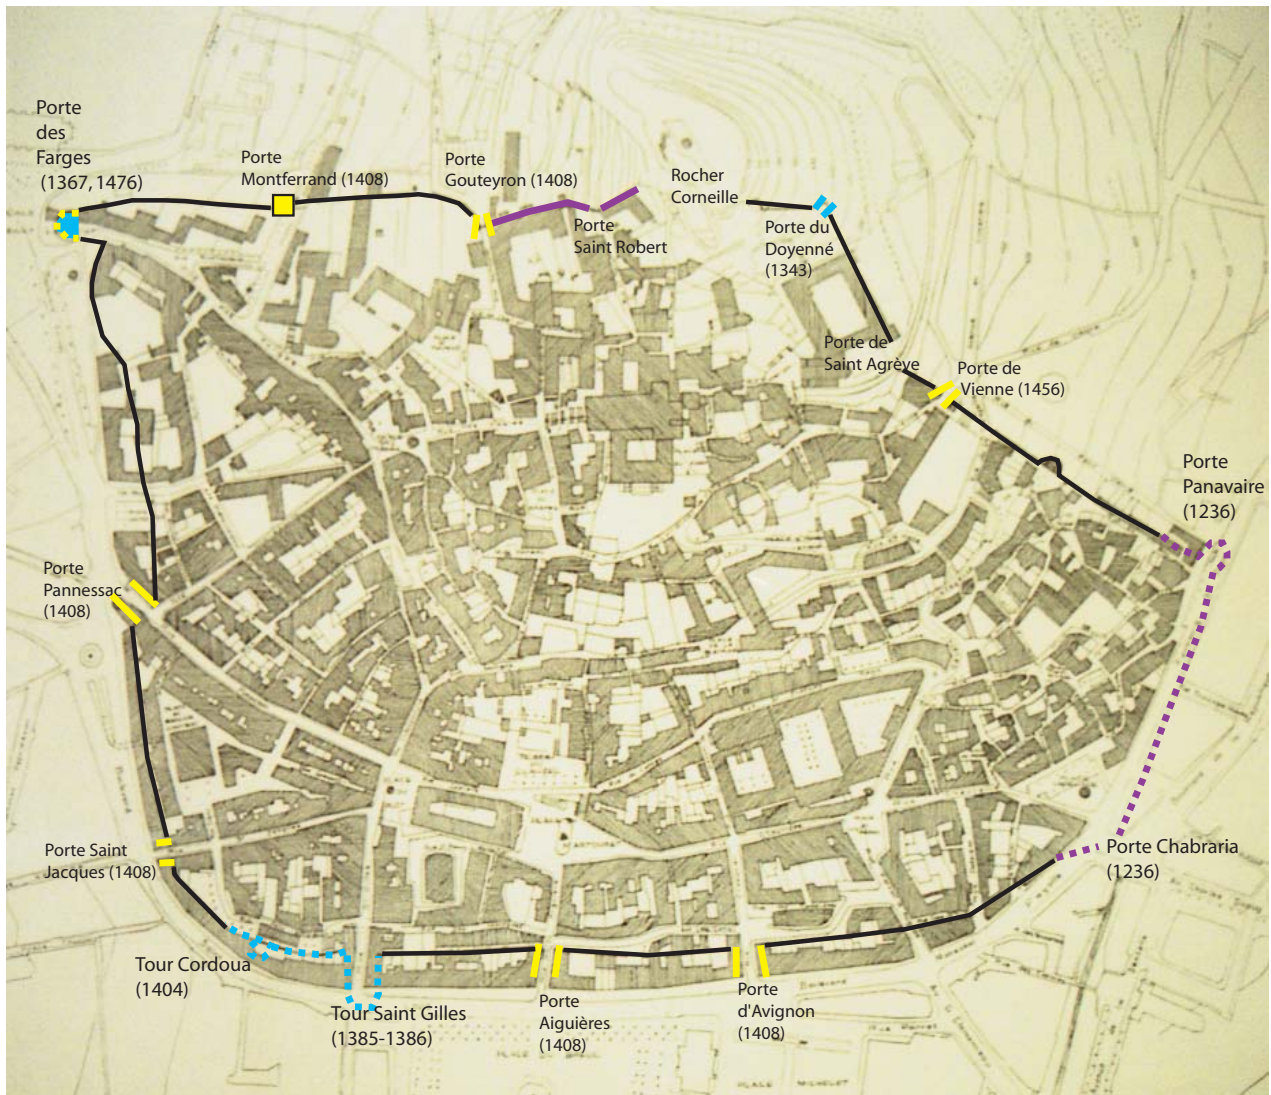 Porte
des
Farges
(1367, 1476)
Porte
Montferrand (1408)
Porte
Gouteyron (1408)
Rocher
Corneille
Porte
Saint Robert
Porte du
Doyenné
(1343)
Porte de
Saint Agrève
Porte de
Vienne (1456)
Porte
Panavaire
(1236)
Porte
Pannessac
(1408)
Porte Saint
Jacques (1408)
Porte Chabraria
(1236)
Tour Cordoua
(1404)
Tour Saint Gilles
(1385-1386)
Porte
Aiguières
(1408)
Porte
d'Avignon
(1408)
PLACE MICHELET